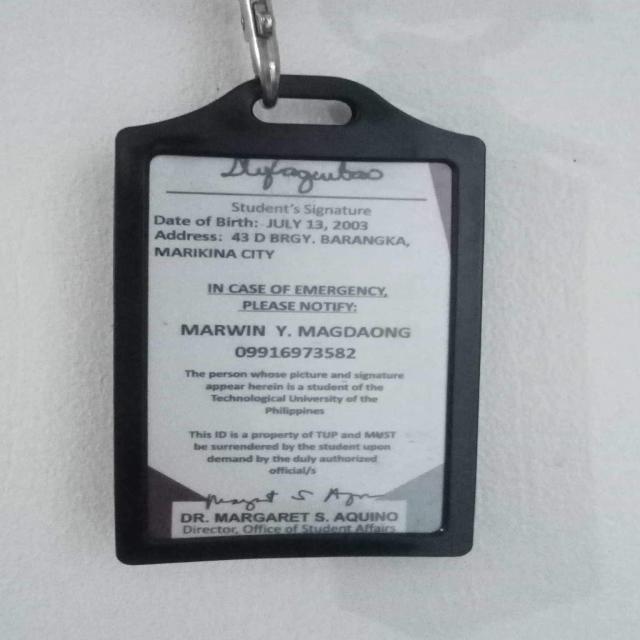 Student's Signature
Date of Birth: JULY 13, 2003
Address: 43 D BRGY. BARANGKA,
MARIKINA CITY
IN CASE OF EMERGENCY,
PLEASE NOTIFY:
MARWIN Y. MAGDAONG
09916973582
The person whose picture and signature
appear herein is a student of the
Technological University of the
Philippines
This ID is a property of TUP and MUST
be surrendered by the student upon
demand by the duly authorized
official/s
DR. MARGARET S. AQUINO
Director, Office of Student Affairs